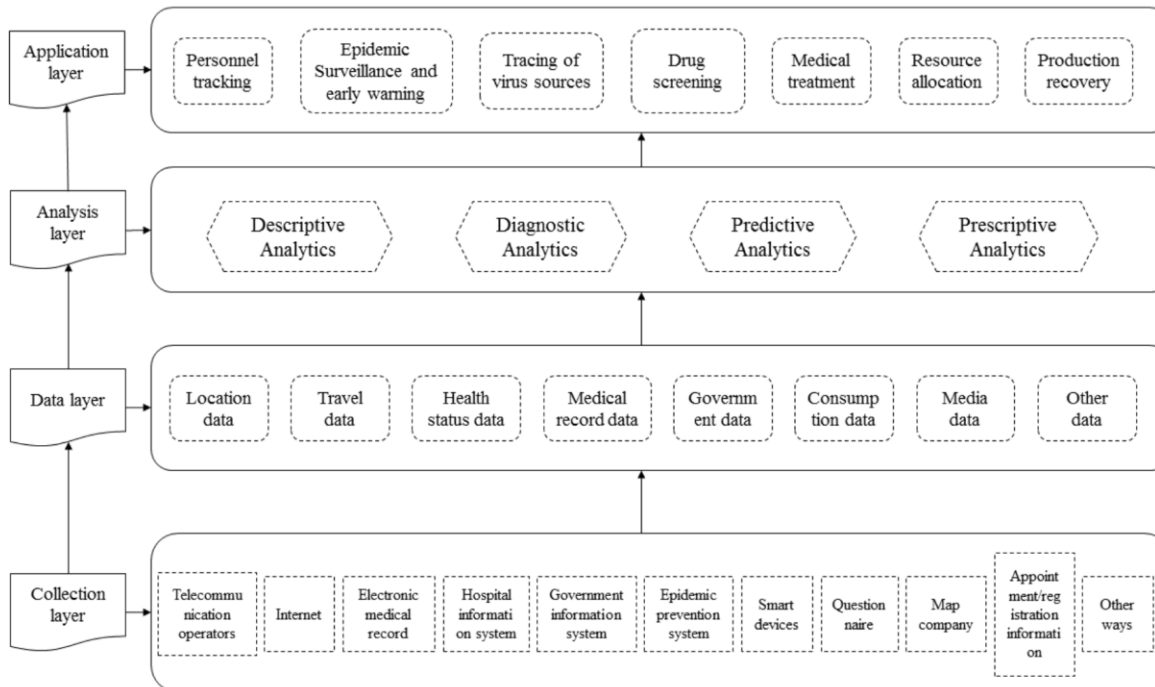 Application
layer
Personnel
tracking
Epidemic
Surveillance and
early warning
Tracing of
virus sources
Drug
screening
Medical
treatment
Resource
allocation
Production
recovery
Analysis
layer
Descriptive
Analytics
Diagnostic
Analytics
Predictive
Analytics
Prescriptive
Analytics
Data layer
Location
data
Travel
data
Health
status data
Medical
record data
Governm
ent data
Consump
tion data
Media
data
Other
data
Collection
layer
Telecommu
nication
operators
Internet
Electronic
medical
record
Hospital
informati
on system
Government
information
system
Epidemic
prevention
system
Smart
devices
Question
naire
Map
company
Appoint
ment/reg
istration
informati
on
Other
ways